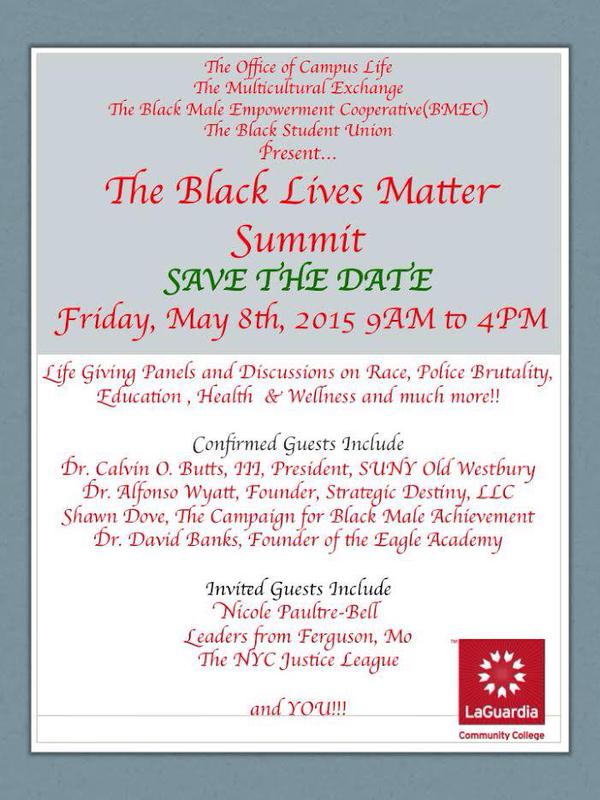 The Office of Campus Life
The Multicultural Exchange
The Black Male Empowerment Cooperative(BMEC)
The Black Student Union
Present...
The Black Lives Matter
Summit
SAVE THE DATE
Friday, May 8th, 2015 9AM to 4PM
Life Giving Panels and Discussions on Race, Police Brutality,
Education , Health & Wellness and much more!!
Confirmed Guests Include
Dr. Calvin O. Butts, III, President, SUNY Old Westbury
Dr. Alfonso Wyatt, Founder, Strategic Destiny, LLC
Shawn Dove, The Campaign for Black Male Achievement
Dr. David Banks, Founder of the Eagle Academy
Invited Guests Include
Nicole Paultre-Bell
Leaders from Ferguson, Mo
The NYC Justice League
and YOU!!!
TM
LaGuardia
Community College